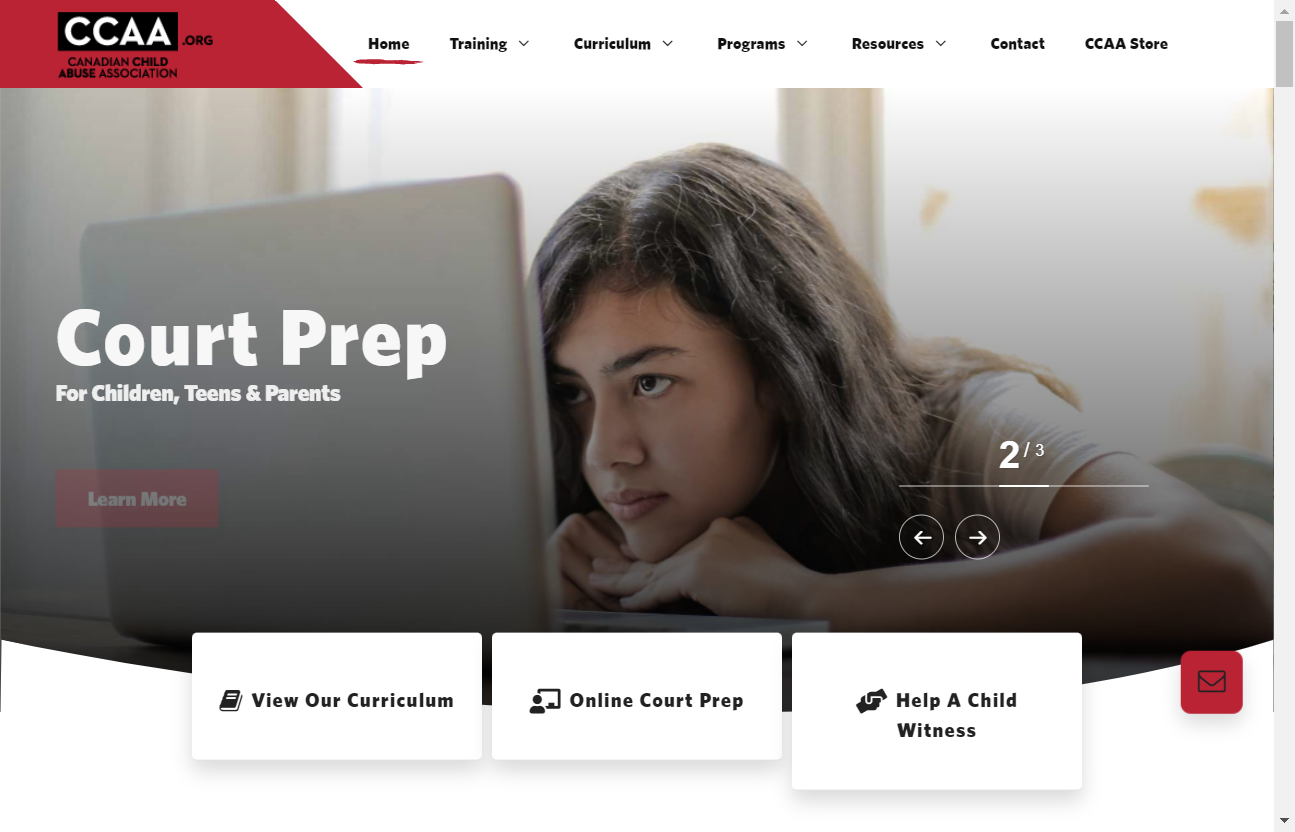 CCAA.ORG
CANADIAN CHILD
ABUSE ASSOCIATION
Home
Training
Curriculum
Programs
Resources
Contact
CCAA Store
Court Prep
For Children, Teens & Parents
Learn More
2 / 3
View Our Curriculum
Online Court Prep
Help A Child
Witness